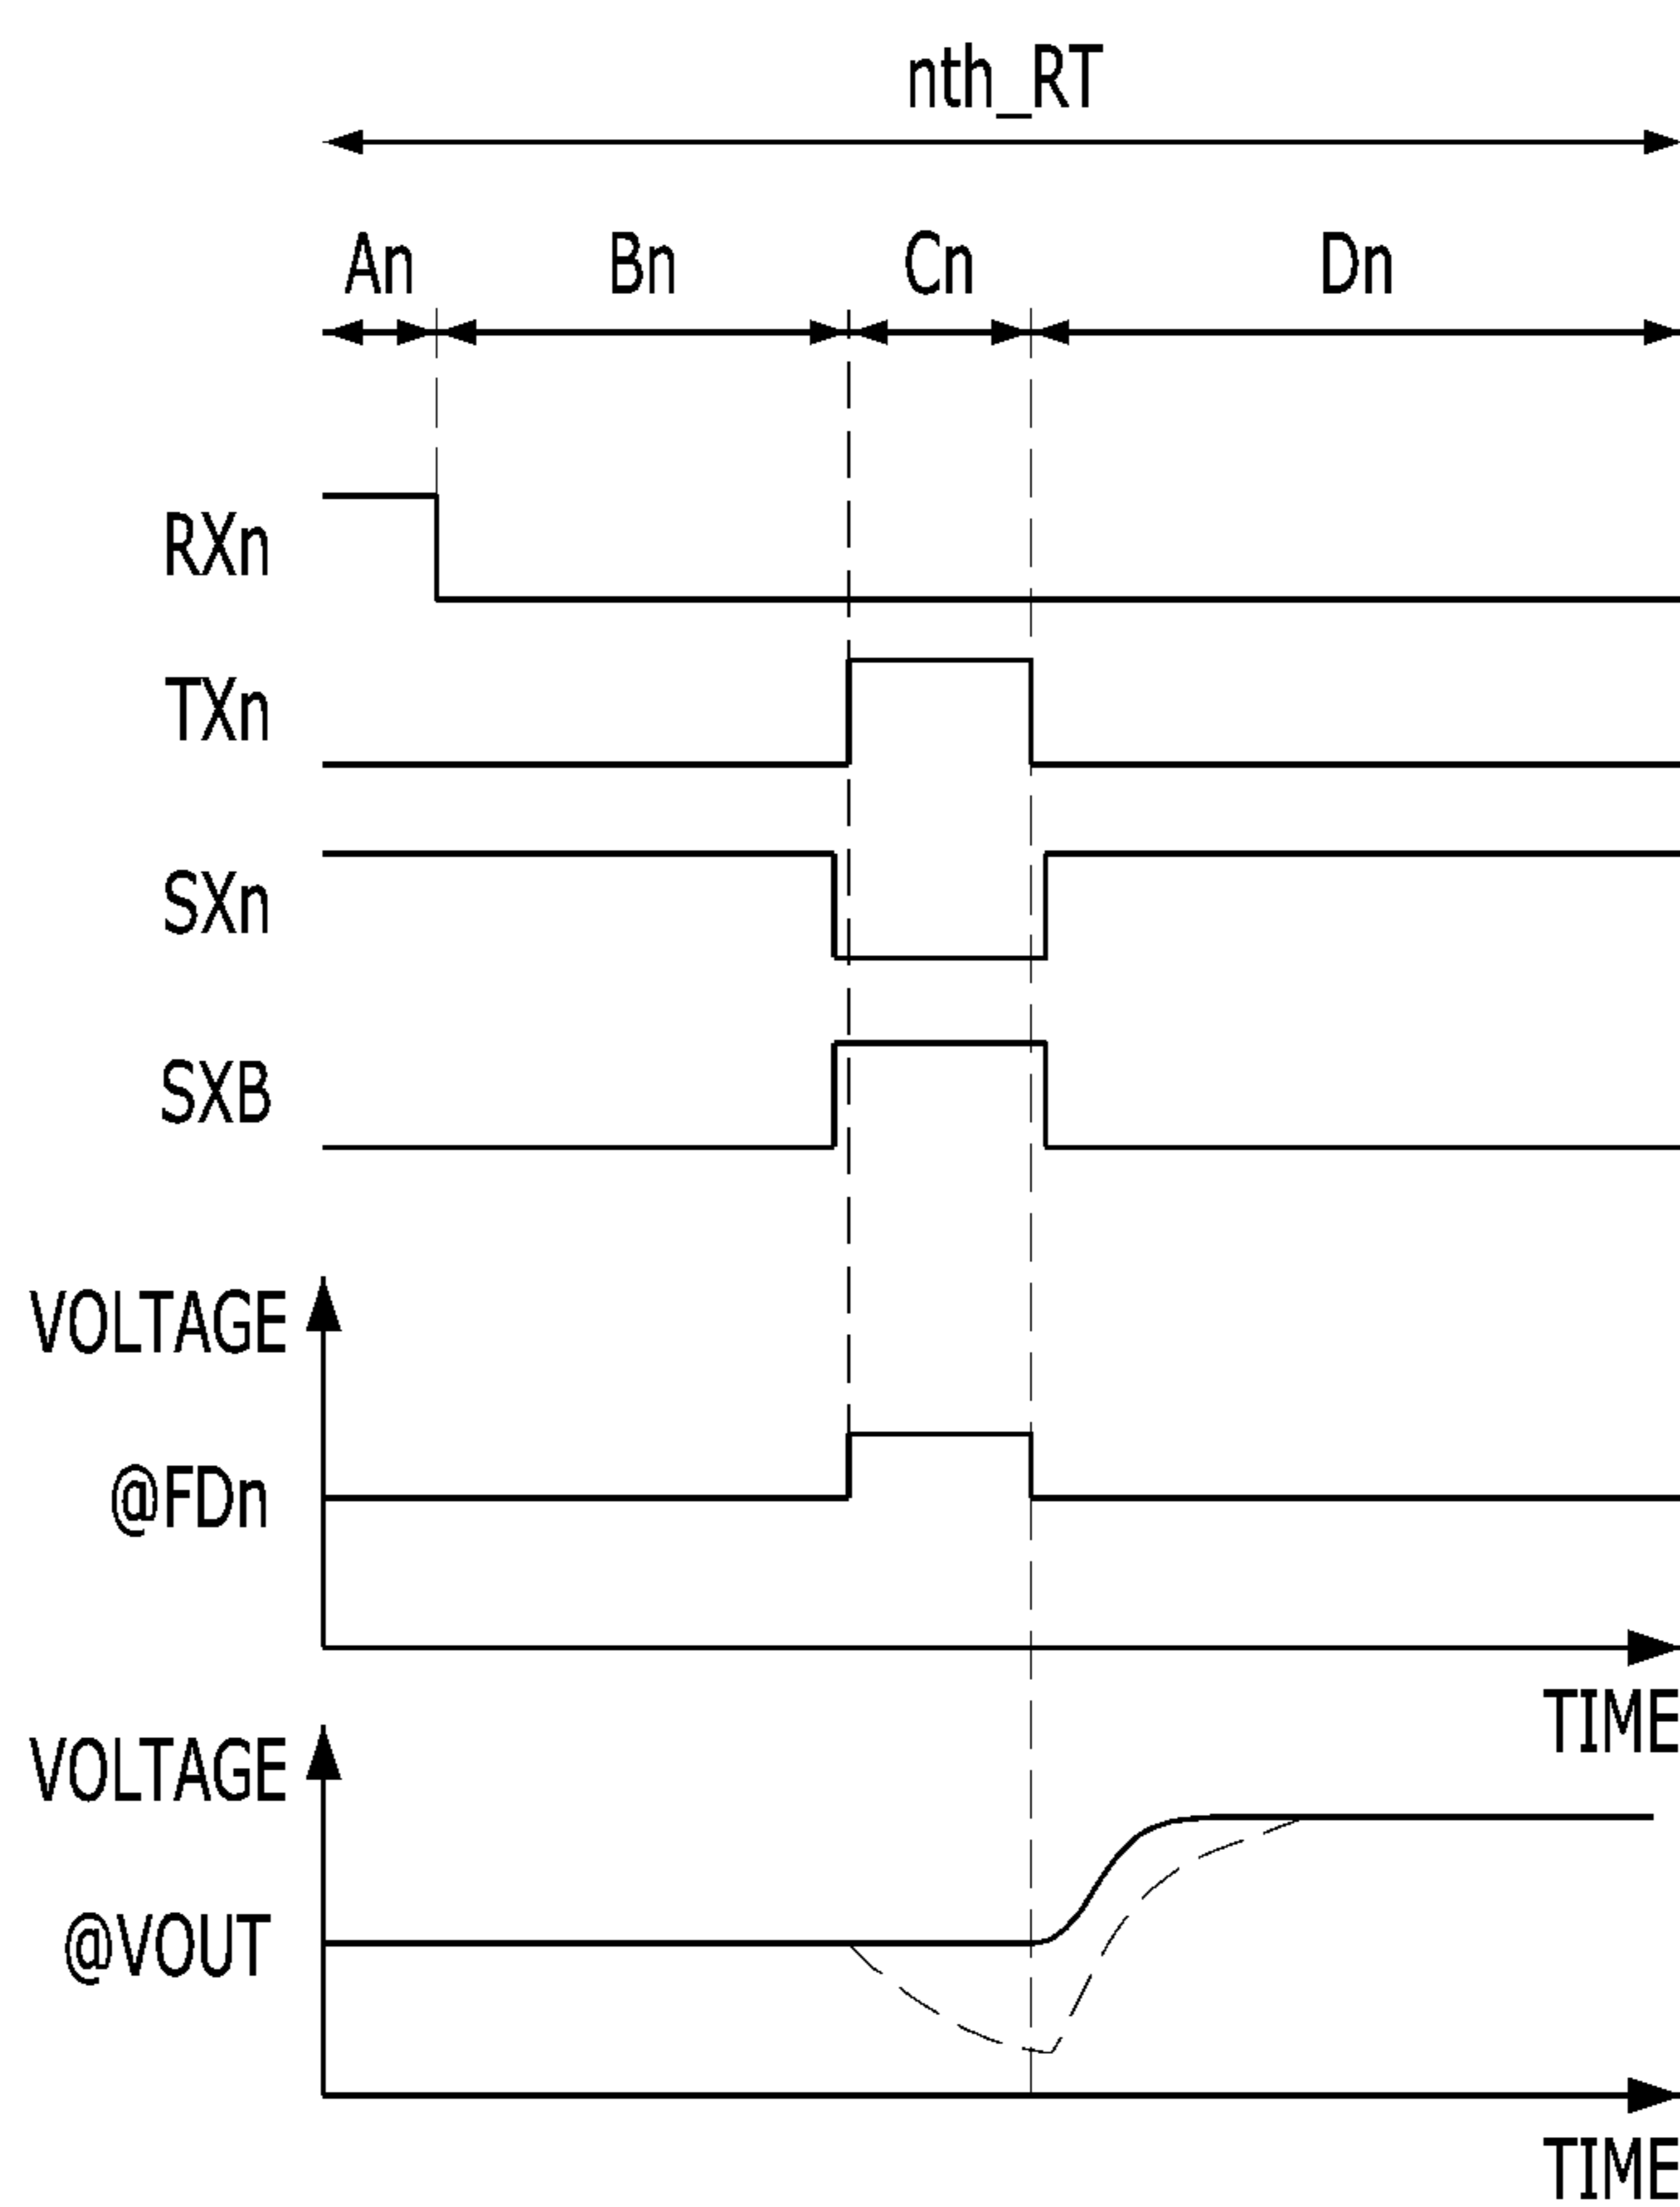 nth_RT
An Bn Cn Dn
RXn
TXn
SXn
SXB
VOLTAGE
@FDn
TIME
VOLTAGE
@VOUT
TIME